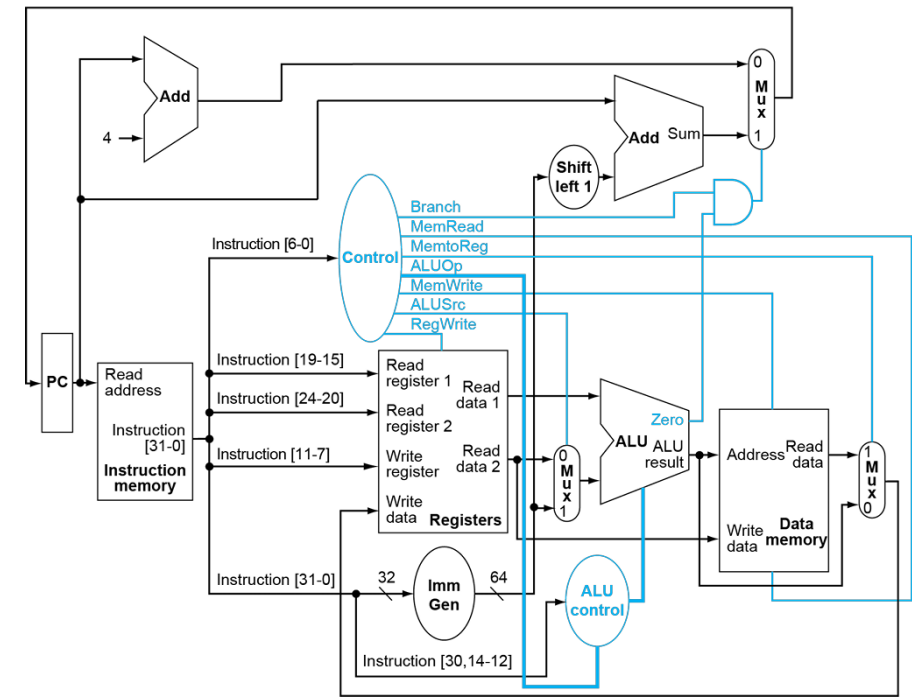 Add
4
Add Sum
Shift
left 1
0
Mux
1
Branch
MemRead
MemtoReg
ALUOp
MemWrite
ALUSrc
RegWrite
Control
Instruction [6-0]
Instruction [19-15]
Instruction [24-20]
Instruction [11-7]
Instruction [31-0]
Instruction [30,14-12]
PC
Read
address
Instruction
[31-0]
Instruction
memory
Read
register 1
Read
register 2
Write
register
Write
data
Read
data 1
Read
data 2
Registers
32
Imm
Gen
64
0
Mux
1
Zero
ALU
ALU
result
ALU
control
Address
Read
data
Write
data
Data
memory
1
Mux
0